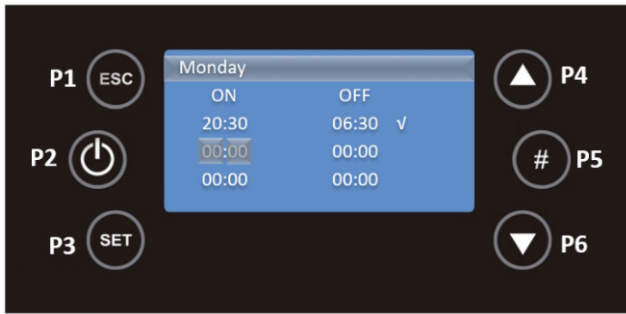 P1 ESC
P2
P3 SET
Monday
ON OFF
20:30 06:30 √
00:00 00:00
00:00 00:00
P4
# P5
P6